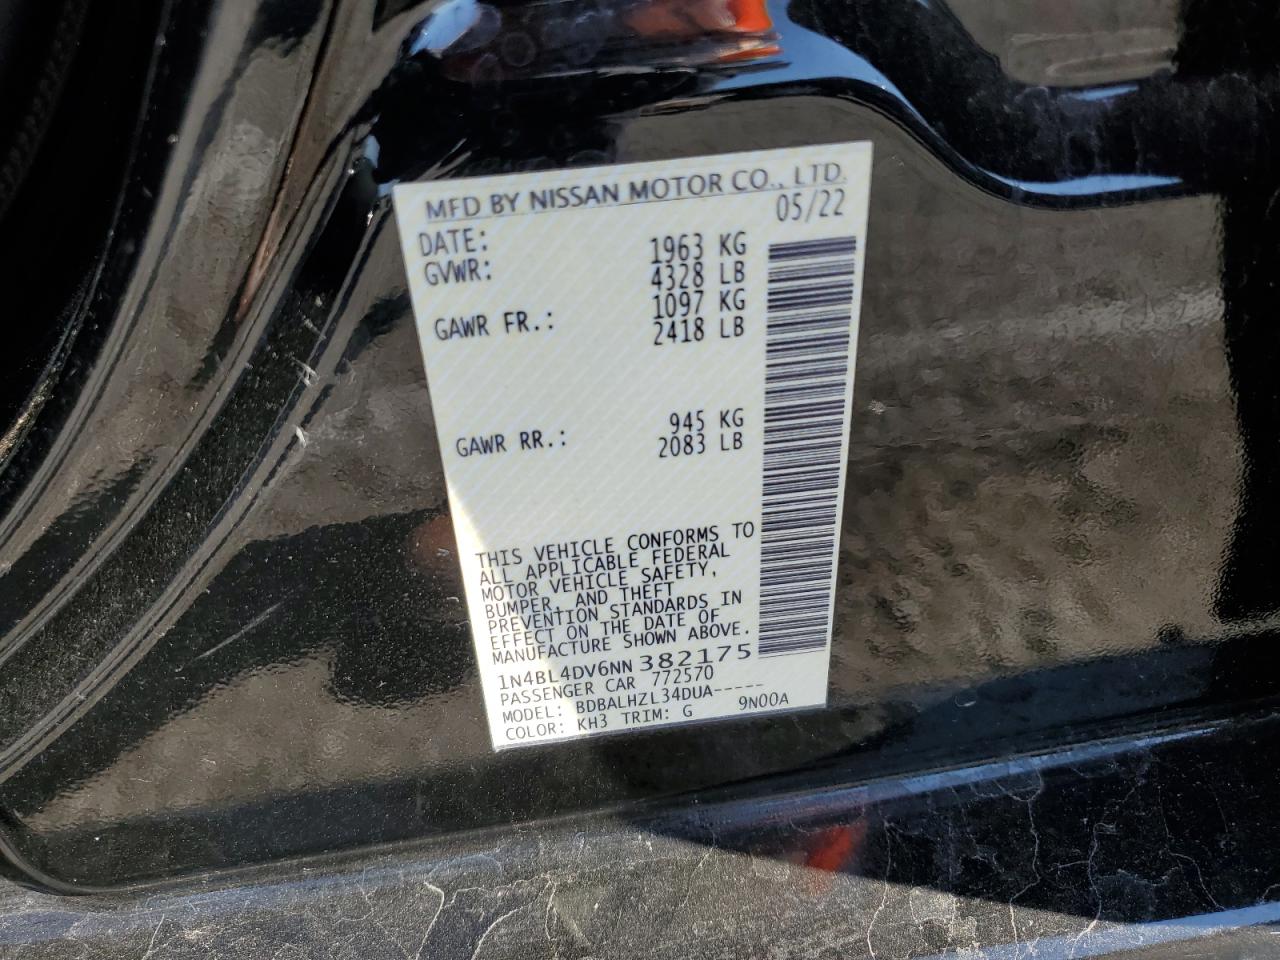 MFD BY NISSAN MOTOR CO., LTD.
DATE: 05/22
GVWR: 1963 KG
4328 LB
GAWR FR.: 1097 KG
2418 LB
GAWR RR.: 945 KG
2083 LB
THIS VEHICLE CONFORMS TO
ALL APPLICABLE FEDERAL
MOTOR VEHICLE SAFETY,
BUMPER, AND THEFT
PREVENTION STANDARDS IN
EFFECT ON THE DATE OF
MANUFACTURE SHOWN ABOVE.
1N4BL4DV6NN382175
PASSENGER CAR 772570
MODEL: BDBALHZL34DUA-----
COLOR: KH3 TRIM: G 9N00A